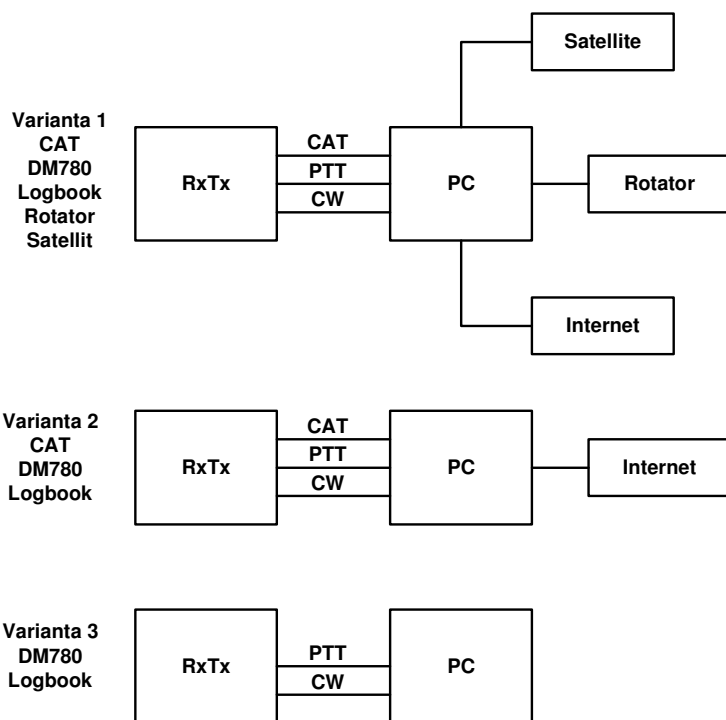 Satellite
Varianta 1
CAT
DM780
Logbook
Rotator
Satellit
RxTx
CAT
PTT
CW
PC
Rotator
Internet
Varianta 2
CAT
DM780
Logbook
RxTx
CAT
PTT
CW
PC
Internet
Varianta 3
DM780
Logbook
RxTx
PTT
CW
PC